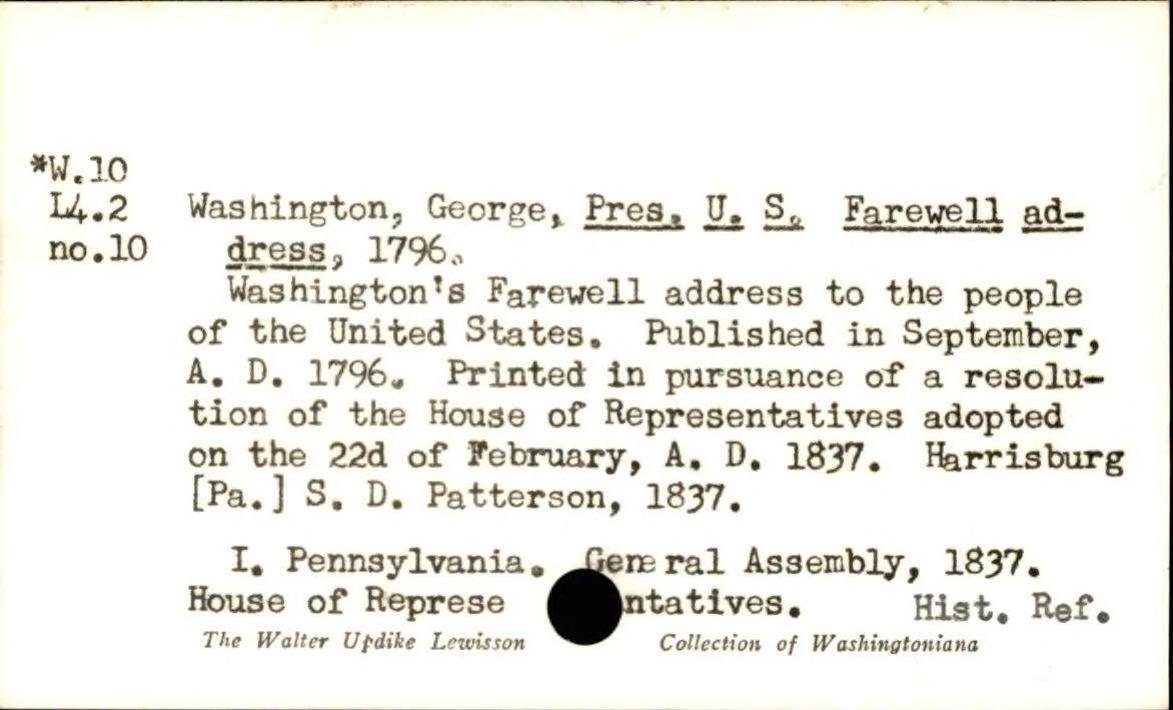 *W.10
L4.2 Washington, George, Pres. U. S. Farewell ad-
no.10 dress, 1796.
Washington's Farewell address to the people
of the United States. Published in September,
A. D. 1796. Printed in pursuance of a resolu-
tion of the House of Representatives adopted
on the 22d of February, A. D. 1837. Harrisburg
[Pa.] S. D. Patterson, 1837.
I. Pennsylvania. General Assembly, 1837.
House of Represe ntatives. Hist. Ref.
The Walter Updike Lewisson Collection of Washingtoniana